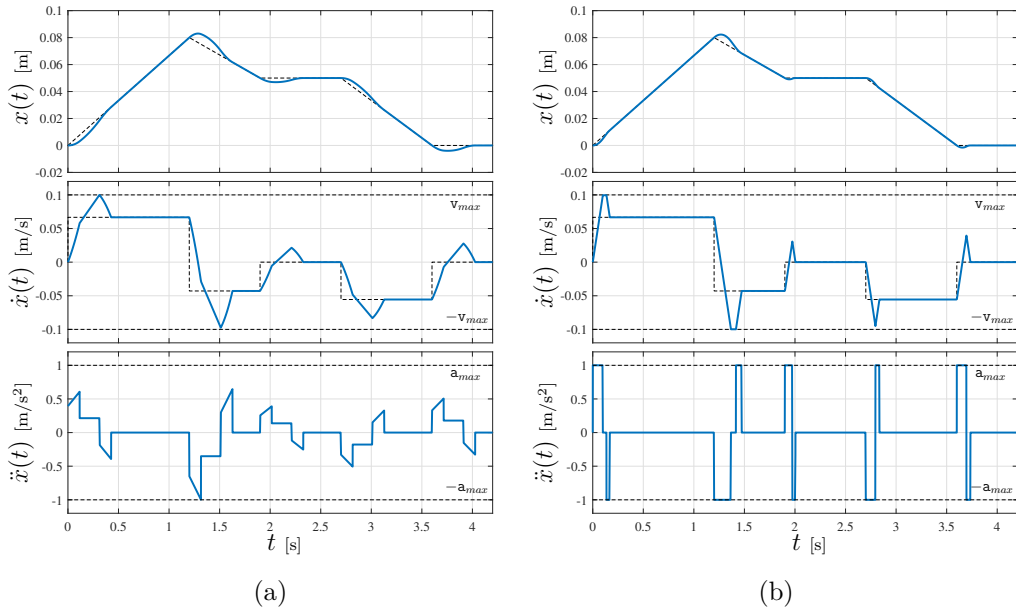 0.1
0.08
0.06
0.04
0.02
0
-0.02
x(t) [m]
0.1
0.05
0
-0.05
-0.1
ẋ(t) [m/s]
v_max
−v_max
1
0.5
0
-0.5
-1
ẍ(t) [m/s²]
a_max
−a_max
0 0.5 1 1.5 2 2.5 3 3.5 4
t [s]
(a)
0.1
0.08
0.06
0.04
0.02
0
-0.02
x(t) [m]
0.1
0.05
0
-0.05
-0.1
ẋ(t) [m/s]
v_max
−v_max
1
0.5
0
-0.5
-1
ẍ(t) [m/s²]
a_max
−a_max
0 0.5 1 1.5 2 2.5 3 3.5 4
t [s]
(b)